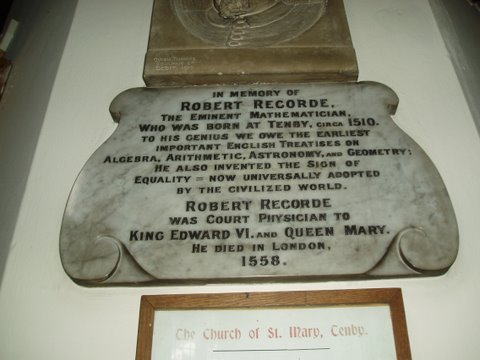 IN MEMORY OF
ROBERT RECORDE,
THE EMINENT MATHEMATICIAN,
WHO WAS BORN AT TENBY, CIRCA 1510.
TO HIS GENIUS WE OWE THE EARLIEST
IMPORTANT ENGLISH TREATISES ON
ALGEBRA, ARITHMETIC, ASTRONOMY, AND GEOMETRY;
HE ALSO INVENTED THE SIGN OF
EQUALITY = NOW UNIVERSALLY ADOPTED
BY THE CIVILIZED WORLD.
ROBERT RECORDE
WAS COURT PHYSICIAN TO
KING EDWARD VI. AND QUEEN MARY.
HE DIED IN LONDON,
1558.
The Church of St. Mary, Tenby.